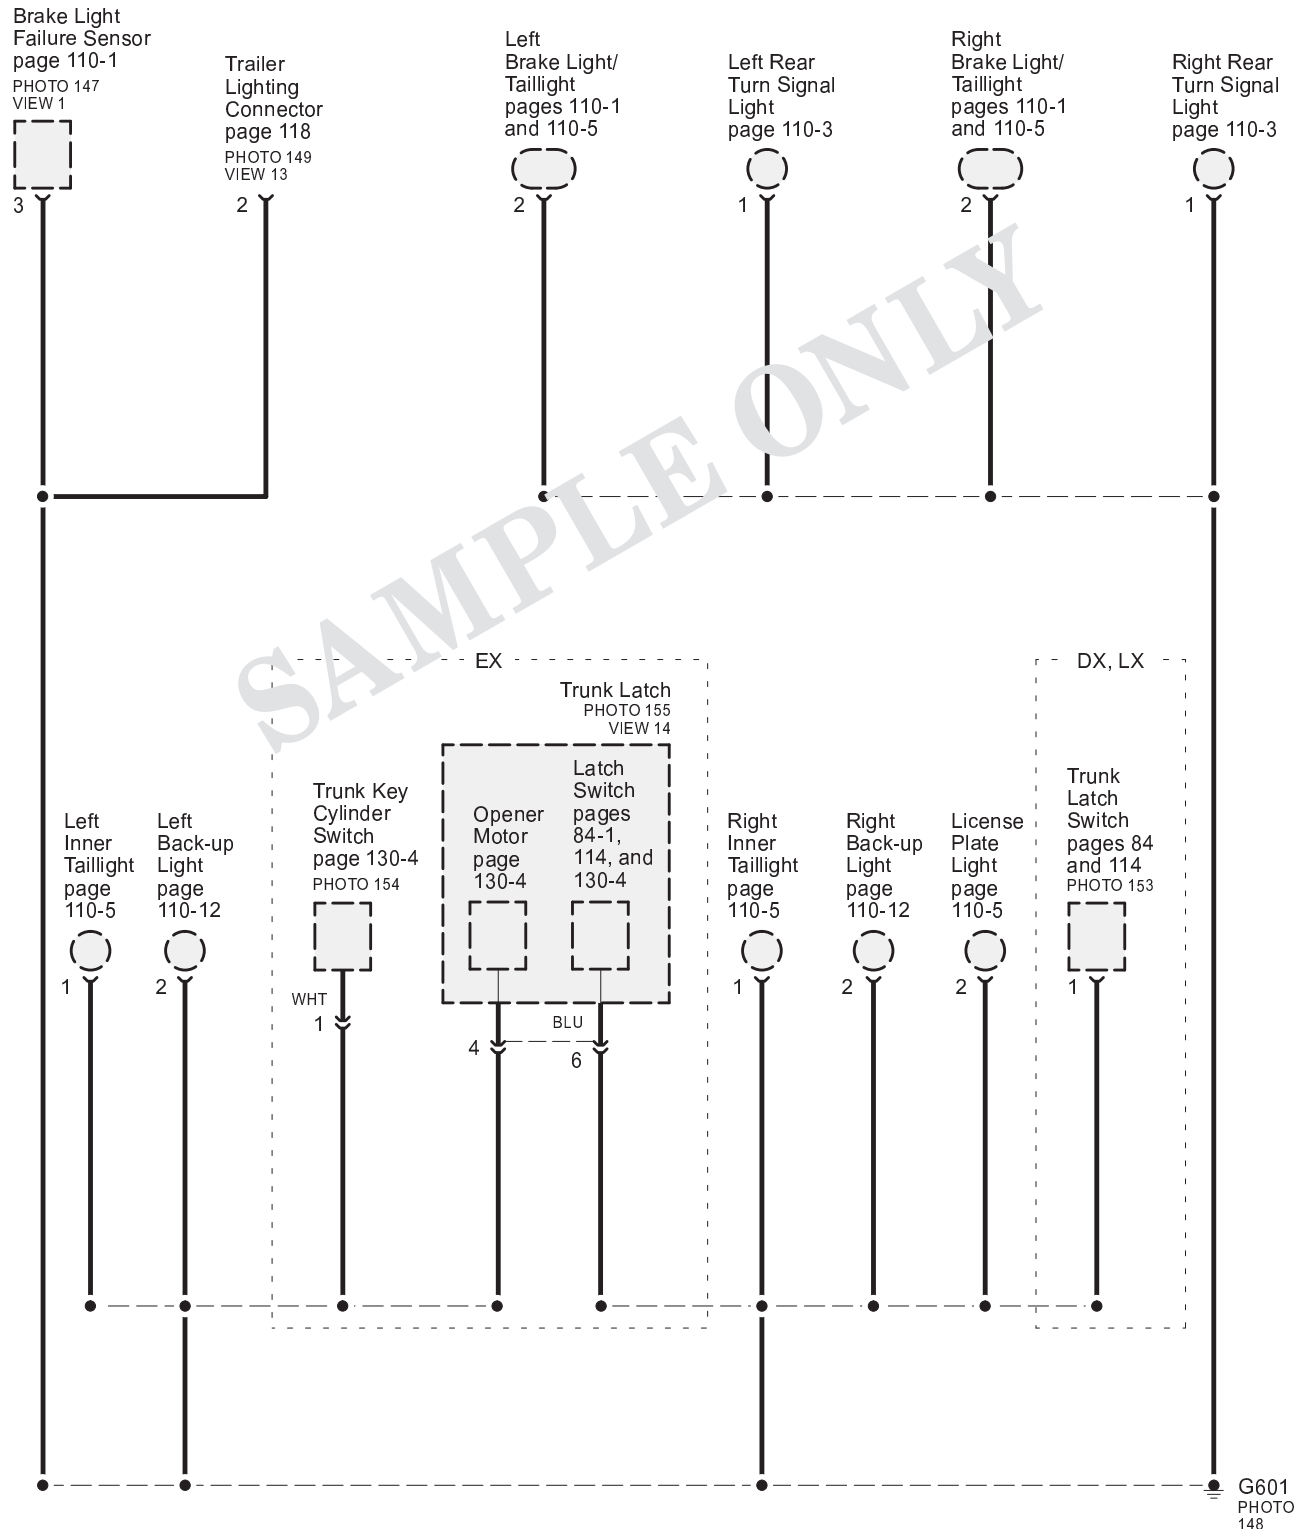 Brake Light
Failure Sensor
page 110-1
PHOTO 147
VIEW 1
3
Trailer
Lighting
Connector
page 118
PHOTO 149
VIEW 13
2
Left
Brake Light/
Taillight
pages 110-1
and 110-5
2
Left Rear
Turn Signal
Light
page 110-3
1
Right
Brake Light/
Taillight
pages 110-1
and 110-5
2
Right Rear
Turn Signal
Light
page 110-3
1
SAMPLE ONLY
EX
DX, LX
Left
Inner
Taillight
page
110-5
1
Left
Back-up
Light
page
110-12
2
Trunk Key
Cylinder
Switch
page 130-4
PHOTO 154
WHT
1
Trunk Latch
PHOTO 155
VIEW 14
Opener
Motor
page
130-4
4
Latch
Switch
pages
84-1,
114, and
130-4
BLU
6
Right
Inner
Taillight
page
110-5
1
Right
Back-up
Light
page
110-12
2
License
Plate
Light
page
110-5
2
Trunk
Latch
Switch
pages 84
and 114
PHOTO 153
1
G601
PHOTO
148